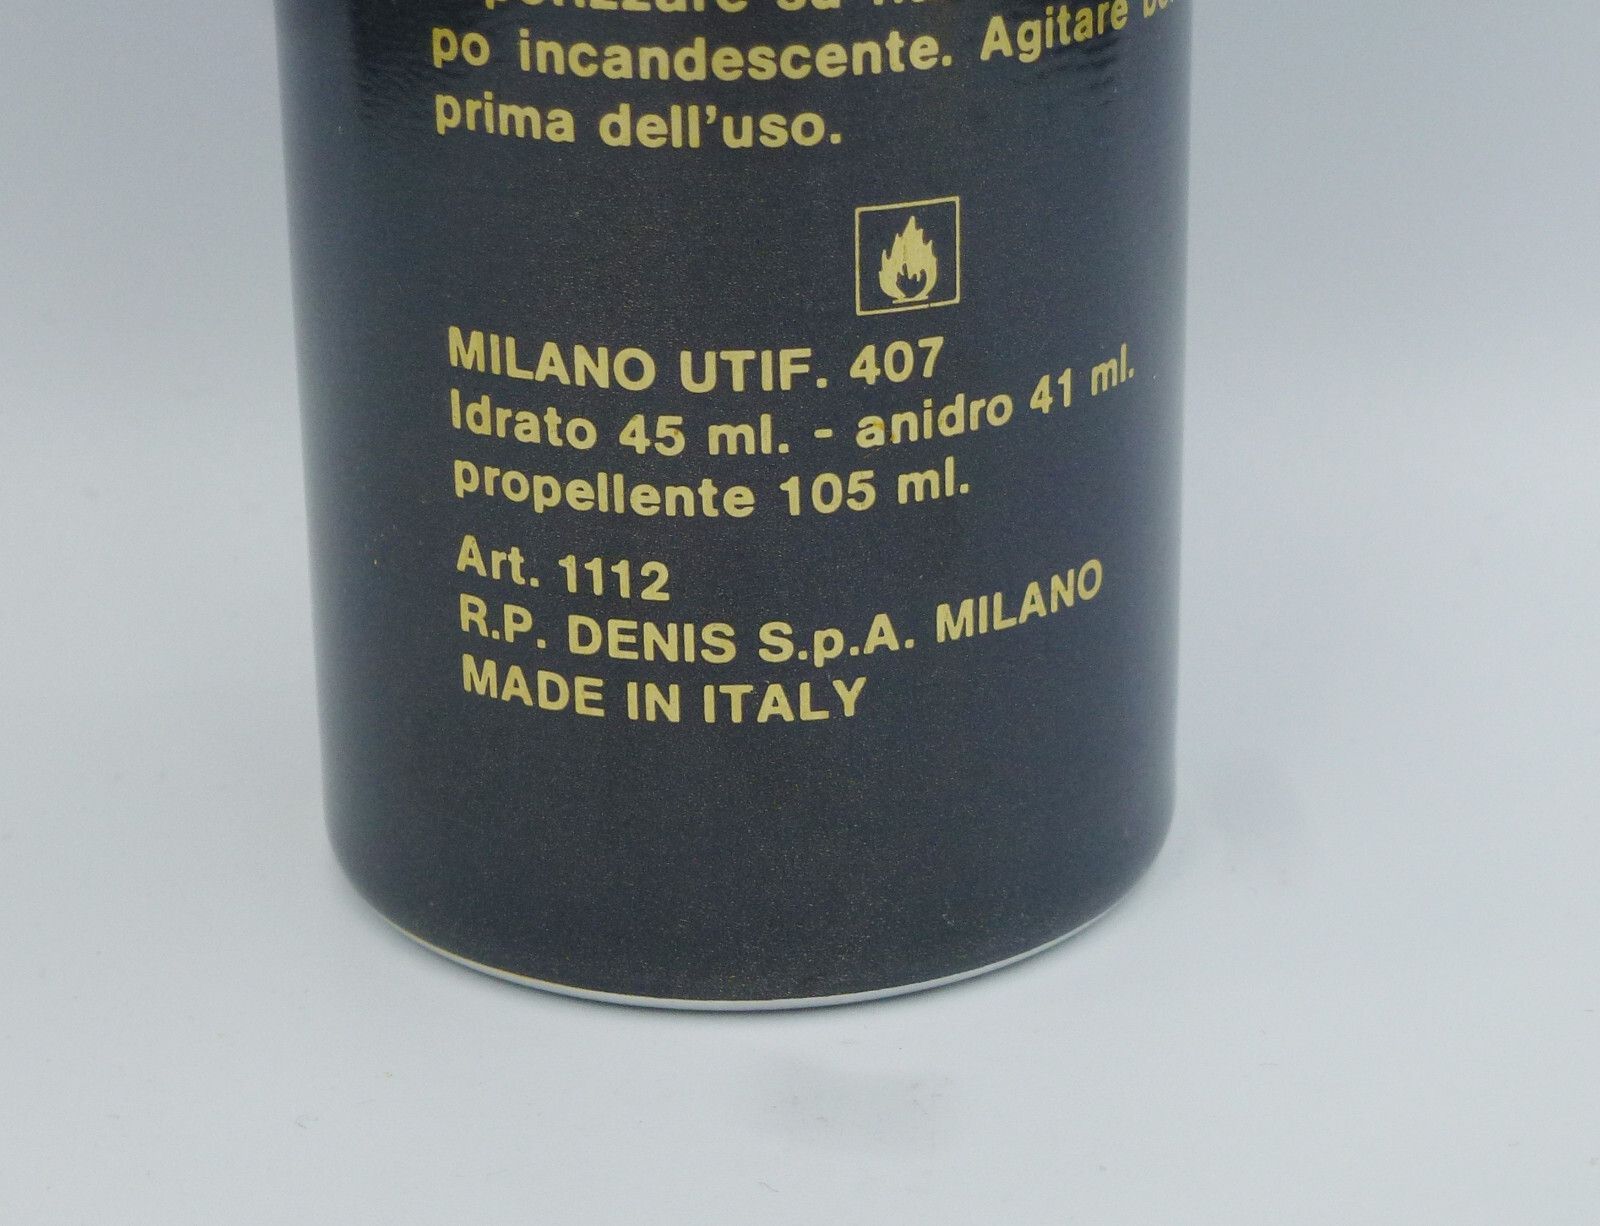 su
po incandescente. Agitare
prima dell'uso.
MILANO UTIF. 407
Idrato 45 ml. - anidro 41 ml.
propellente 105 ml.
Art. 1112
R.P. DENIS S.p.A. MILANO
MADE IN ITALY